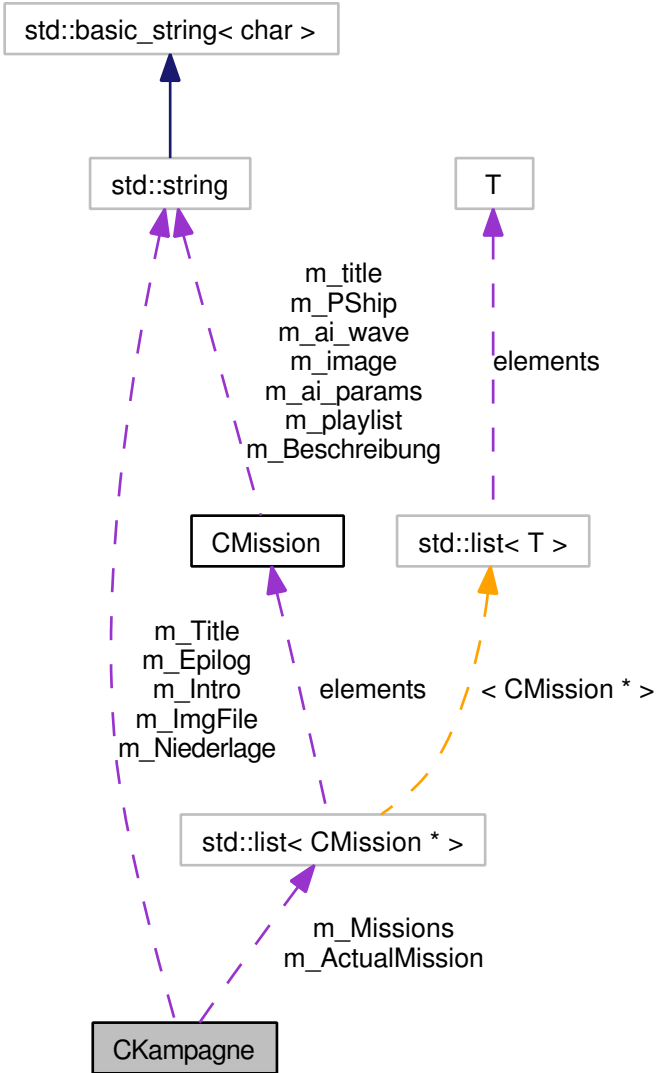 std::basic_string< char >
std::string
T
m_title
m_PShip
m_ai_wave
m_image
m_ai_params
m_playlist
m_Beschreibung
elements
CMission
std::list< T >
m_Title
m_Epilog
m_Intro
m_ImgFile
m_Niederlage
elements
< CMission * >
std::list< CMission * >
m_Missions
m_ActualMission
CKampagne